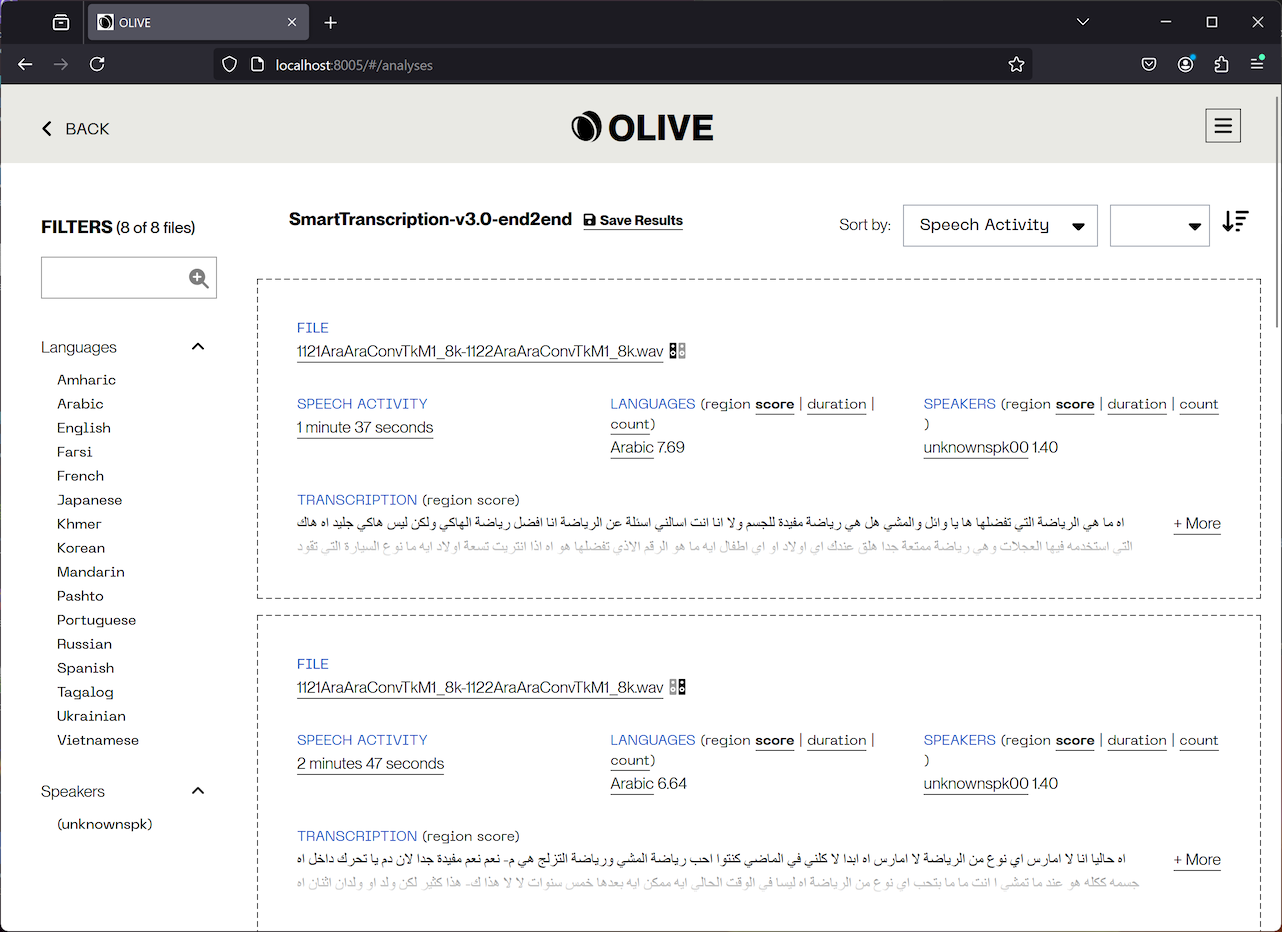 OLIVE
localhost:8005/#/analyses
BACK
OLIVE
FILTERS (8 of 8 files)
SmartTranscription-v3.0-end2end
Save Results
Sort by:
Speech Activity
Languages
Amharic
Arabic
English
Farsi
French
Japanese
Khmer
Korean
Mandarin
Pashto
Portuguese
Russian
Spanish
Tagalog
Ukrainian
Vietnamese
Speakers
(unknownspk)
FILE
1121AraAraConvTkM1_8k-1122AraAraConvTkM1_8k.wav
SPEECH ACTIVITY
1 minute 37 seconds
LANGUAGES (region score | duration |
count)
Arabic 7.69
SPEAKERS (region score | duration | count
)
unknownspk00 1.40
TRANSCRIPTION (region score)
اه ما هي الرياضة التي تفضلها ها يا وائل والمشي هل هي رياضة مفيدة للجسم ولا انا انت اسالني اسئلة عن الرياضة انا افضل رياضة الهاكي ولكن ليس هاكي جليد اه هاك
التي استخدمه فيها العجلات و هي رياضة ممتعة جدا هلق عندك اي اولاد او اي اطفال ايه ما هو الرقم الاذي تفضلها هو اه اذا انتريت تسعة اولاد ايه ما نوع السيارة التي تقود
+ More
FILE
1121AraAraConvTkM1_8k-1122AraAraConvTkM1_8k.wav
SPEECH ACTIVITY
2 minutes 47 seconds
LANGUAGES (region score | duration |
count)
Arabic 6.64
SPEAKERS (region score | duration | count
)
unknownspk00 1.40
TRANSCRIPTION (region score)
اه حاليا انا لا امارس اي نوع من الرياضة لا امارس اه ابدا لا كلني في الماضي كنتوا احب رياضة المشي ورياضة التزلج هي م- نعم نعم مفيدة جدا لان دم يا تحرك داخل اه
جسمه ككله هو عند ما تمشي ا انت ما ما بتحب اي نوع من الرياضة اه ليسا في الوقت الحالي ايه ممكن ايه بعدها خمس سنوات لا لا هذا ك- هذا كثير لكن ولد او ولدان اثنان اه
+ More